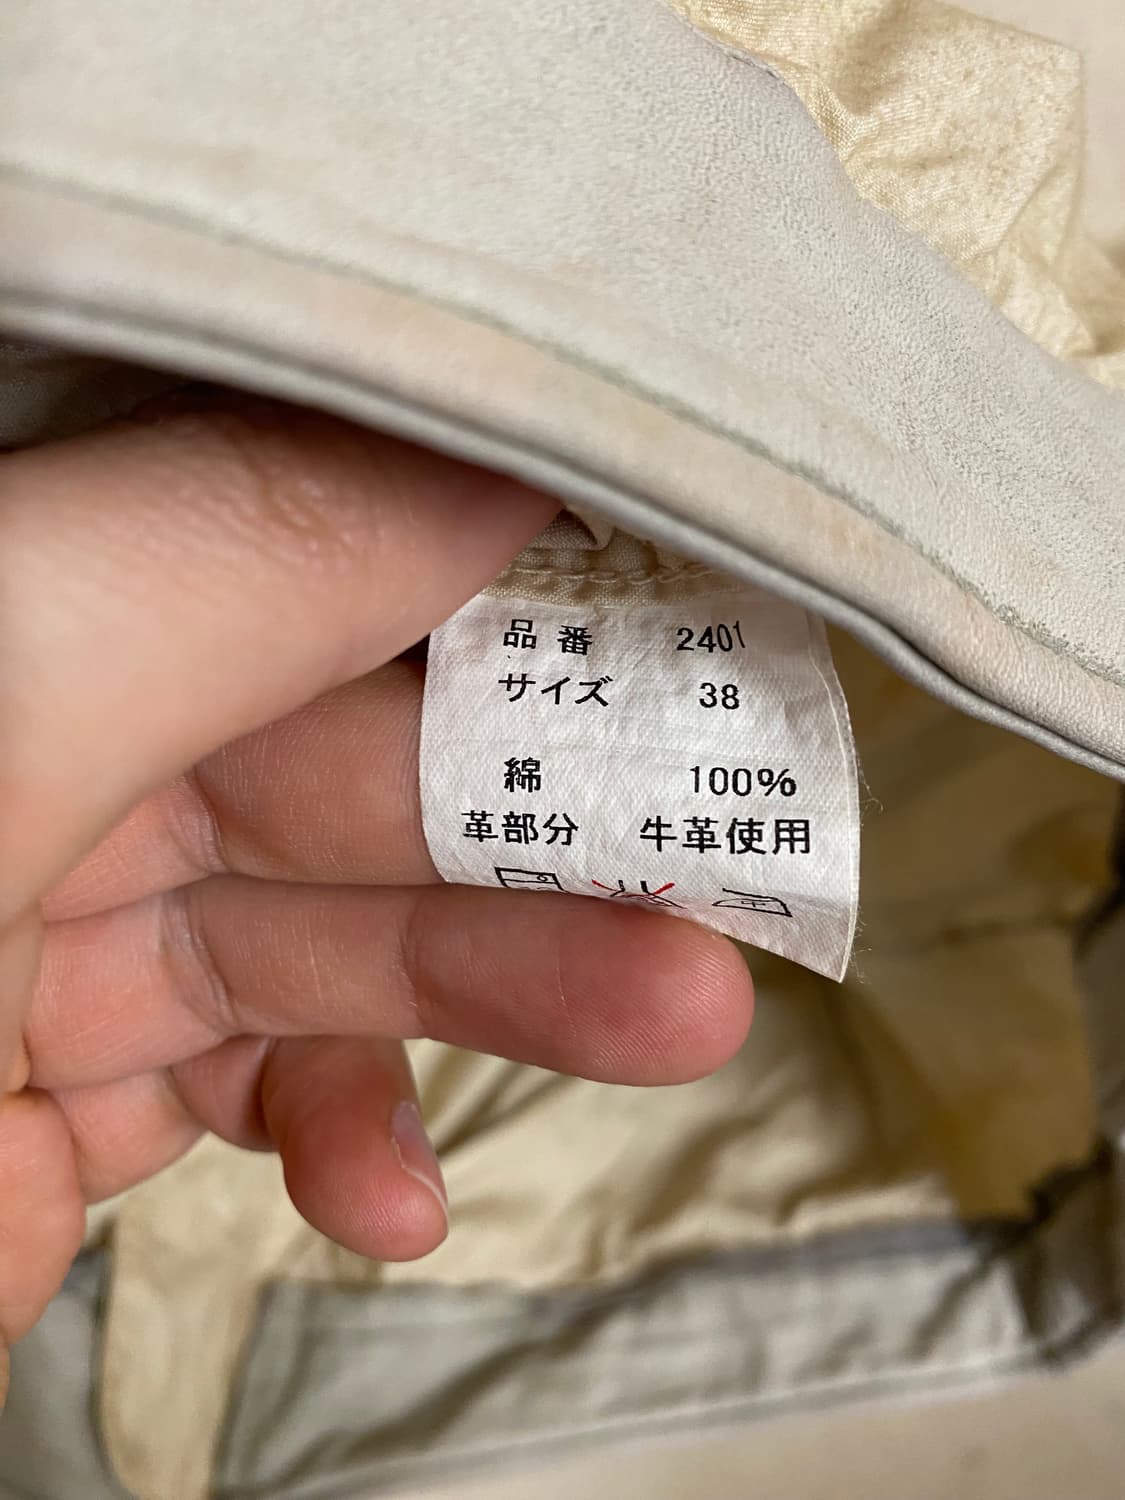 品番 2401
サイズ 38
綿 100%
革部分 牛革使用